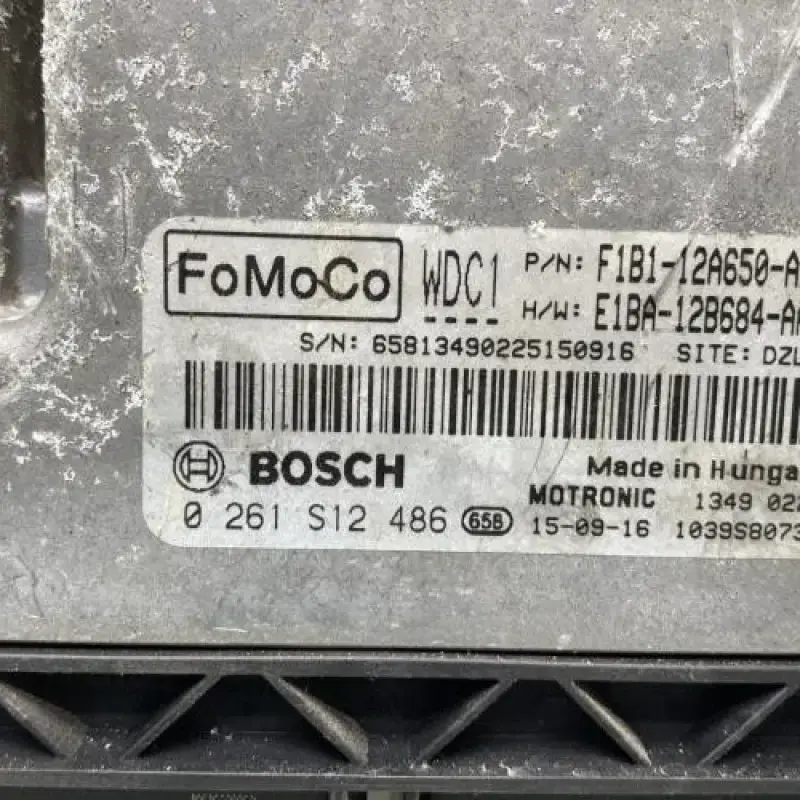 FoMoCo WDC1 P/N: F1B1-12A650-A
H/W: E1BA-12B684-A
S/N: 65813490225150916 SITE: DZL
BOSCH Made in Hunga
MOTRONIC 1349 02
0 261 S12 486 658 15-09-16 1039S8073